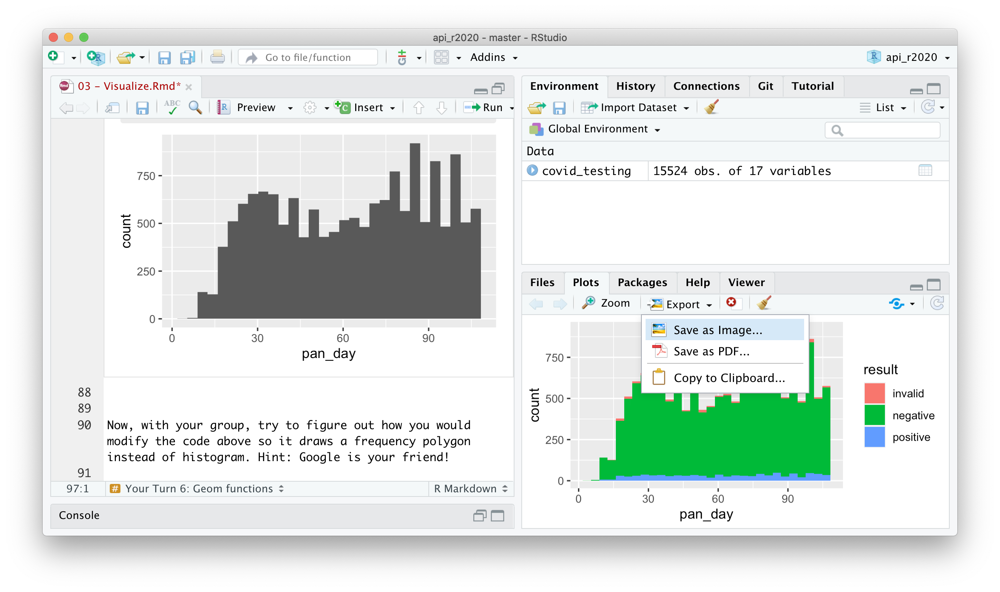 api_r2020 - master - RStudio
Go to file/function
Addins
api_r2020
03 - Visualize.Rmd*
ABC
Preview
Insert
Run
750
500
250
0
count
0 30 60 90
pan_day
88
89
90 Now, with your group, try to figure out how you would
modify the code above so it draws a frequency polygon
instead of histogram. Hint: Google is your friend!
91
97:1 # Your Turn 6: Geom functions R Markdown
Console
Environment History Connections Git Tutorial
Import Dataset
List
Global Environment
Data
covid_testing 15524 obs. of 17 variables
Files Plots Packages Help Viewer
Zoom
Export
Save as Image...
Save as PDF...
Copy to Clipboard...
750
500
250
0
count
0 30 60 90
pan_day
result
invalid
negative
positive